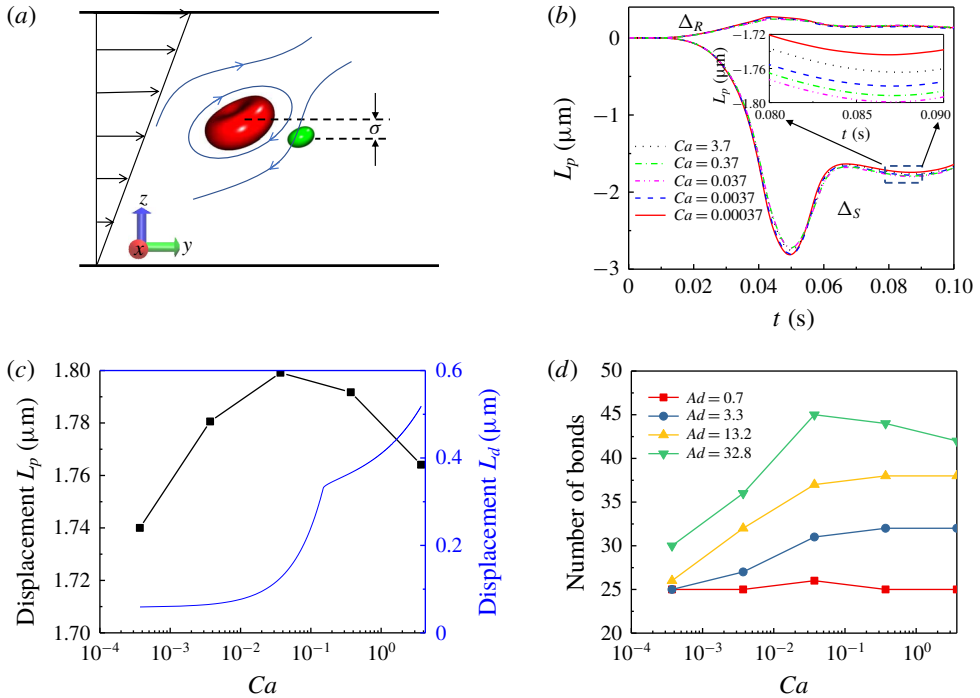 (a)
σ
z
x
y
(b)
Δ_R
Δ_S
L_p (μm)
1
0
−1
−2
−3
0
0.02
0.04
0.06
0.08
0.10
t (s)
L_p (μm)
−1.72
−1.76
−1.80
0.080
0.085
0.090
t (s)
Ca = 3.7
Ca = 0.37
Ca = 0.037
Ca = 0.0037
Ca = 0.00037
(c)
Displacement L_p (μm)
1.80
1.78
1.76
1.74
1.72
1.70
Displacement L_d (μm)
0.6
0.4
0.2
0
10⁻⁴
10⁻³
10⁻²
10⁻¹
10⁰
Ca
(d)
Number of bonds
50
45
40
35
30
25
20
Ad = 0.7
Ad = 3.3
Ad = 13.2
Ad = 32.8
10⁻⁴
10⁻³
10⁻²
10⁻¹
10⁰
Ca